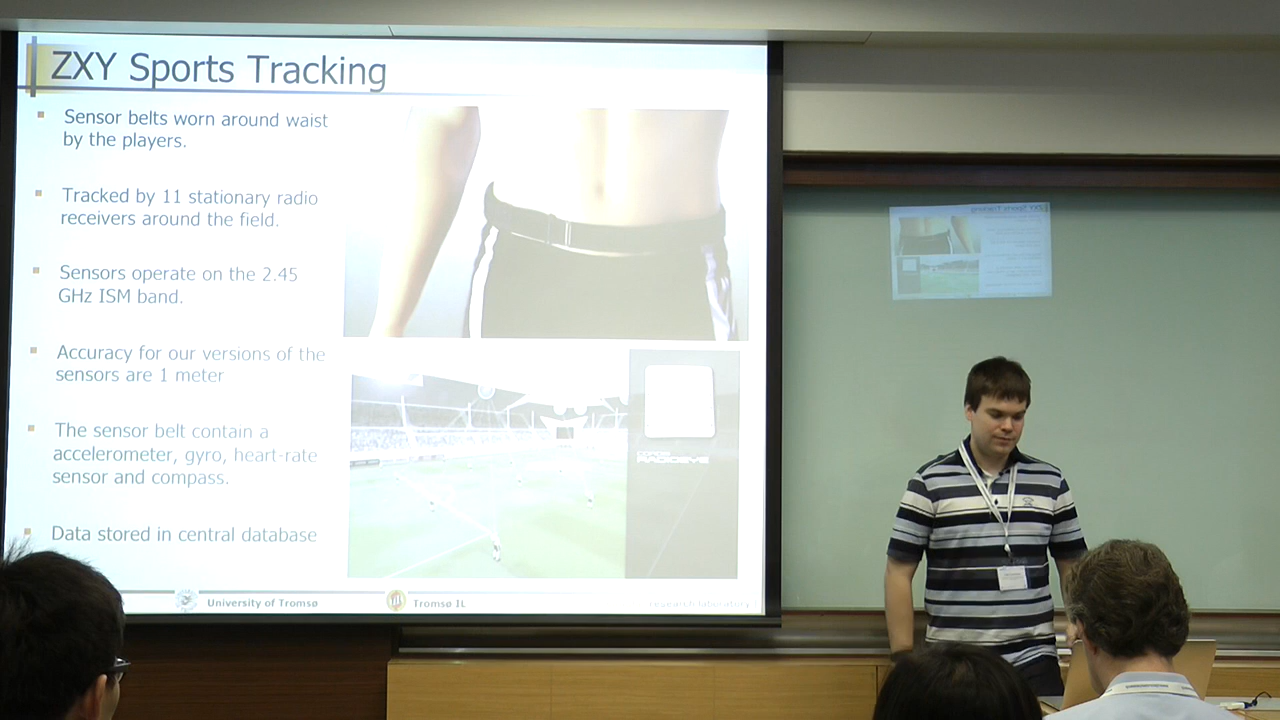 ZXY Sports Tracking
Sensor belts worn around waist
by the players.
Tracked by 11 stationary radio
receivers around the field.
Sensors operate on the 2.45
GHz ISM band.
Accuracy for our versions of the
sensors are 1 meter
The sensor belt contain a
accelerometer, gyro, heart-rate
sensor and compass.
Data stored in central database
University of Tromsø
Tromsø IL
research laboratory